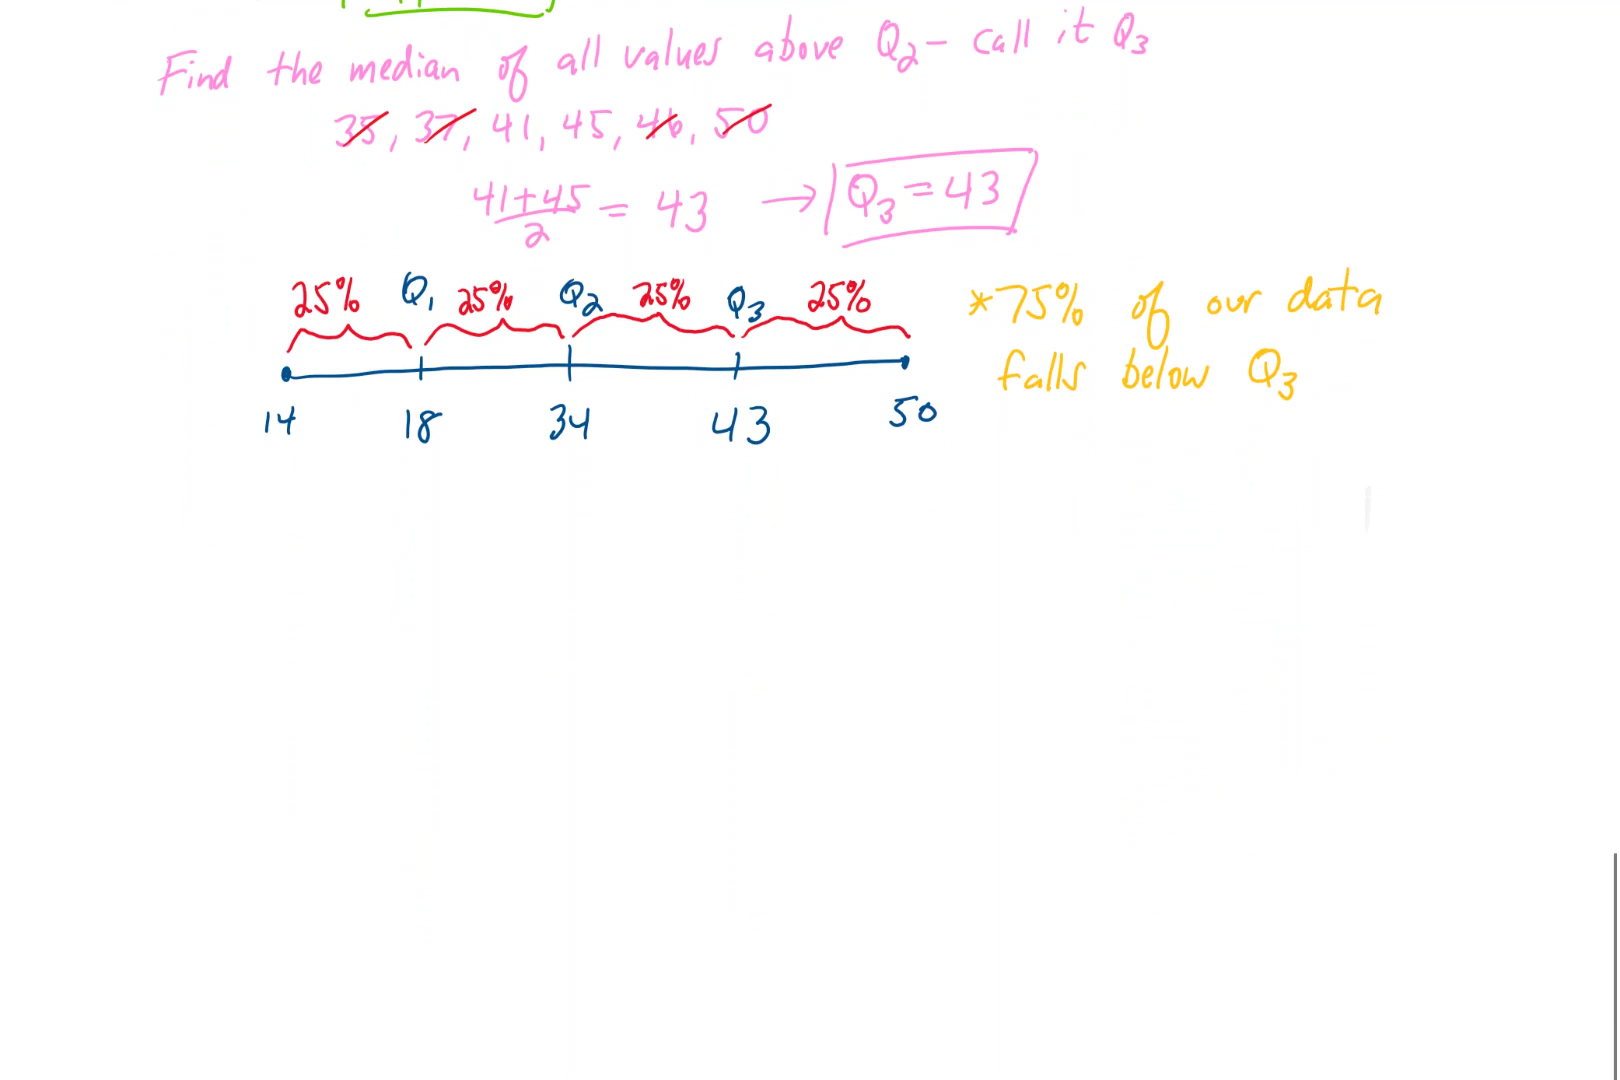 Find the median of all values above Q₂ - call it Q₃
35, 37, 41, 45, 46, 50
41+45/2 = 43 → Q₃ = 43
25% Q₁ 25% Q₂ 25% Q₃ 25%
14 18 34 43 50
*75% of our data
falls below Q₃